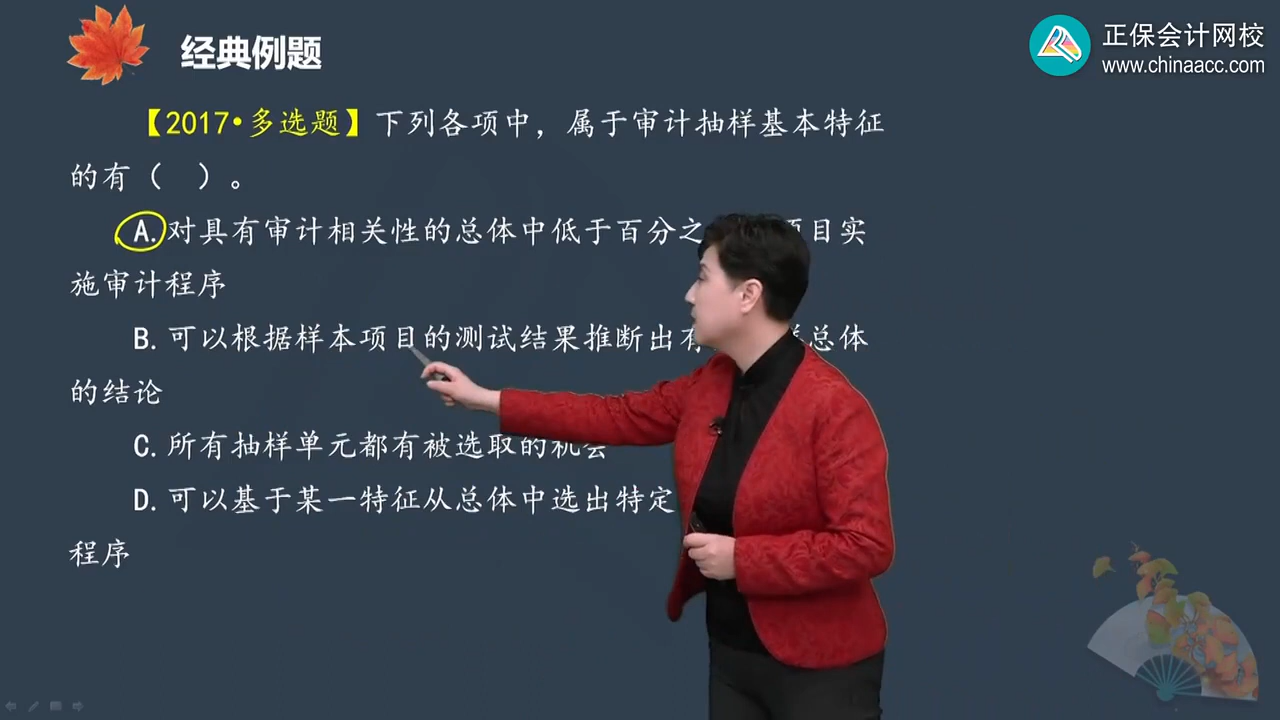 经典例题
正保会计网校
www.chinaacc.com
【2017•多选题】下列各项中，属于审计抽样基本特征
的有（ ）。
A. 对具有审计相关性的总体中低于百分之 项目实
施审计程序
B. 可以根据样本项目的测试结果推断出有 总体
的结论
C. 所有抽样单元都有被选取的机会
D. 可以基于某一特征从总体中选出特定
程序